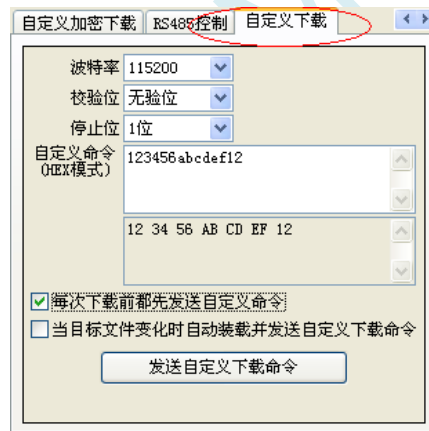 自定义加密下载 RS485控制 自定义下载
波特率 115200
校验位 无验位
停止位 1位
自定义命令
(HEX模式)
123456abcdef12
12 34 56 AB CD EF 12
每次下载前都先发送自定义命令
当目标文件变化时自动装载并发送自定义下载命令
发送自定义下载命令